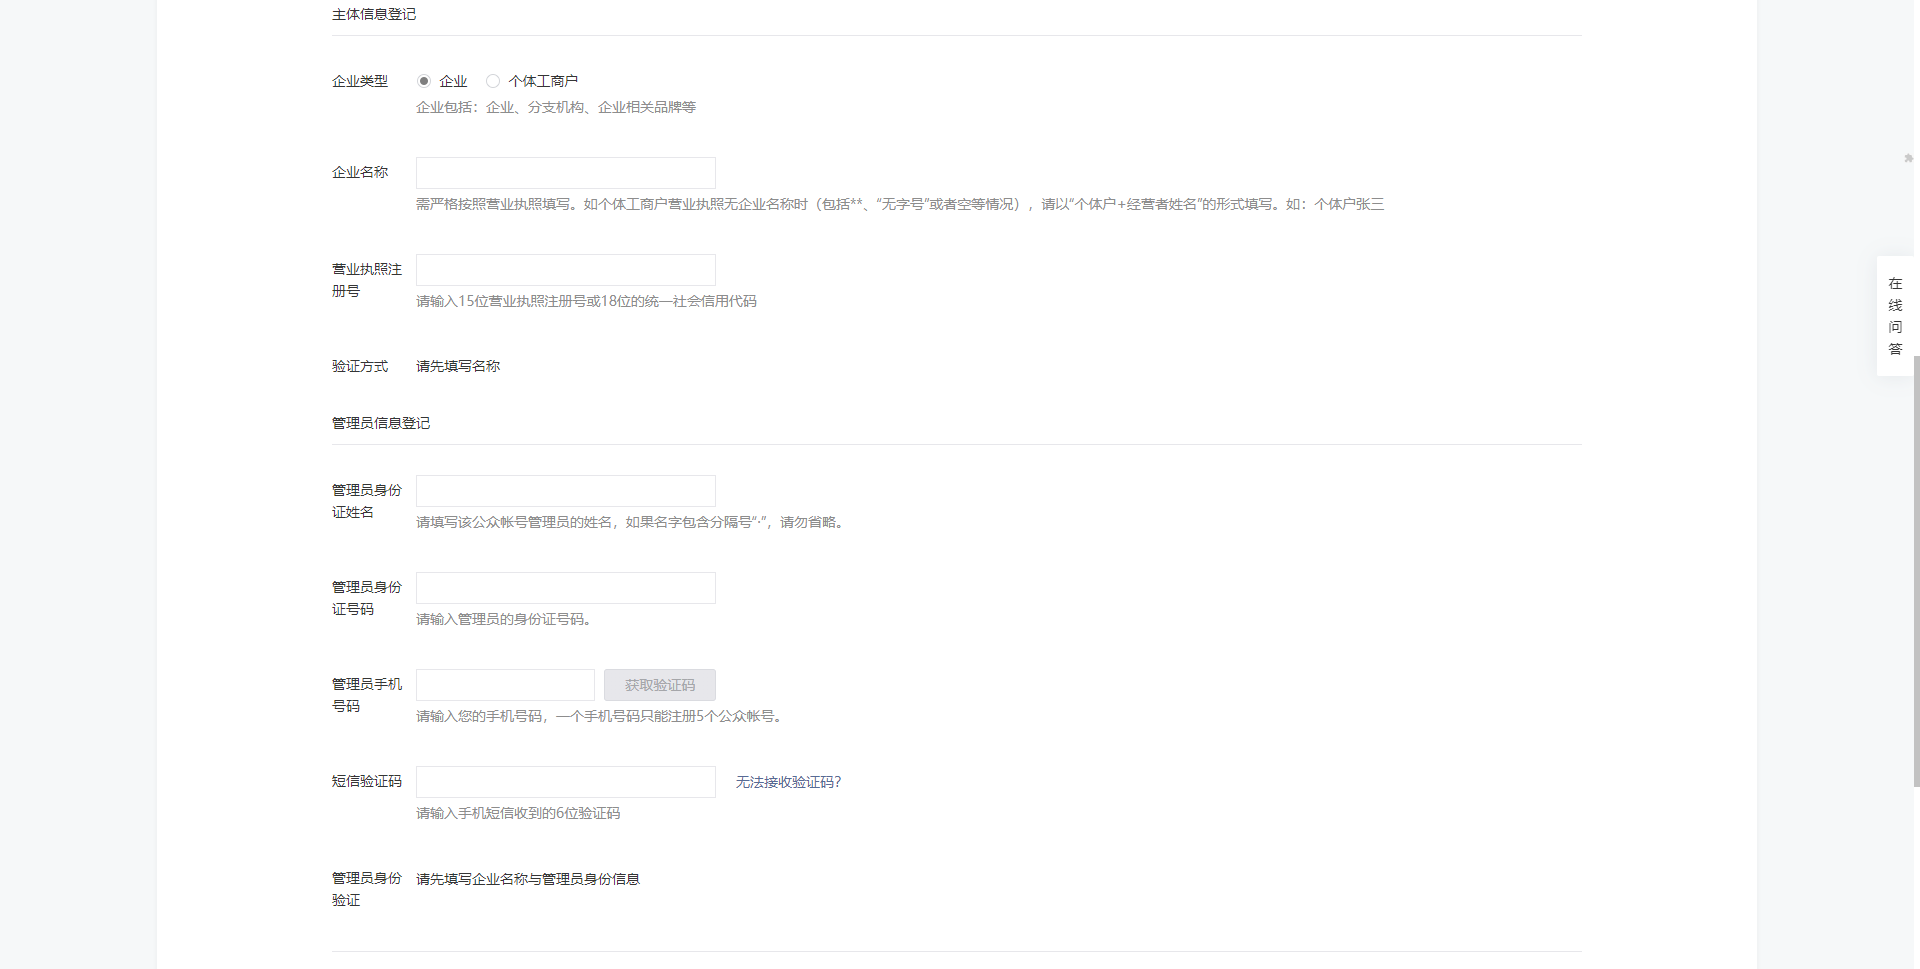 主体信息登记
企业类型
企业
个体工商户
企业包括：企业、分支机构、企业相关品牌等
企业名称
需严格按照营业执照填写。如个体工商户营业执照无企业名称时（包括**、“无字号”或者空等情况），请以“个体户+经营者姓名”的形式填写。如：个体户张三
营业执照注
册号
请输入15位营业执照注册号或18位的统一社会信用代码
验证方式
请先填写名称
管理员信息登记
管理员身份
证姓名
请填写该公众帐号管理员的姓名，如果名字包含分隔号“·”，请勿省略。
管理员身份
证号码
请输入管理员的身份证号码。
管理员手机
号码
获取验证码
请输入您的手机号码，一个手机号码只能注册5个公众帐号。
短信验证码
无法接收验证码？
请输入手机短信收到的6位验证码
管理员身份
验证
请先填写企业名称与管理员身份信息
在
线
问
答